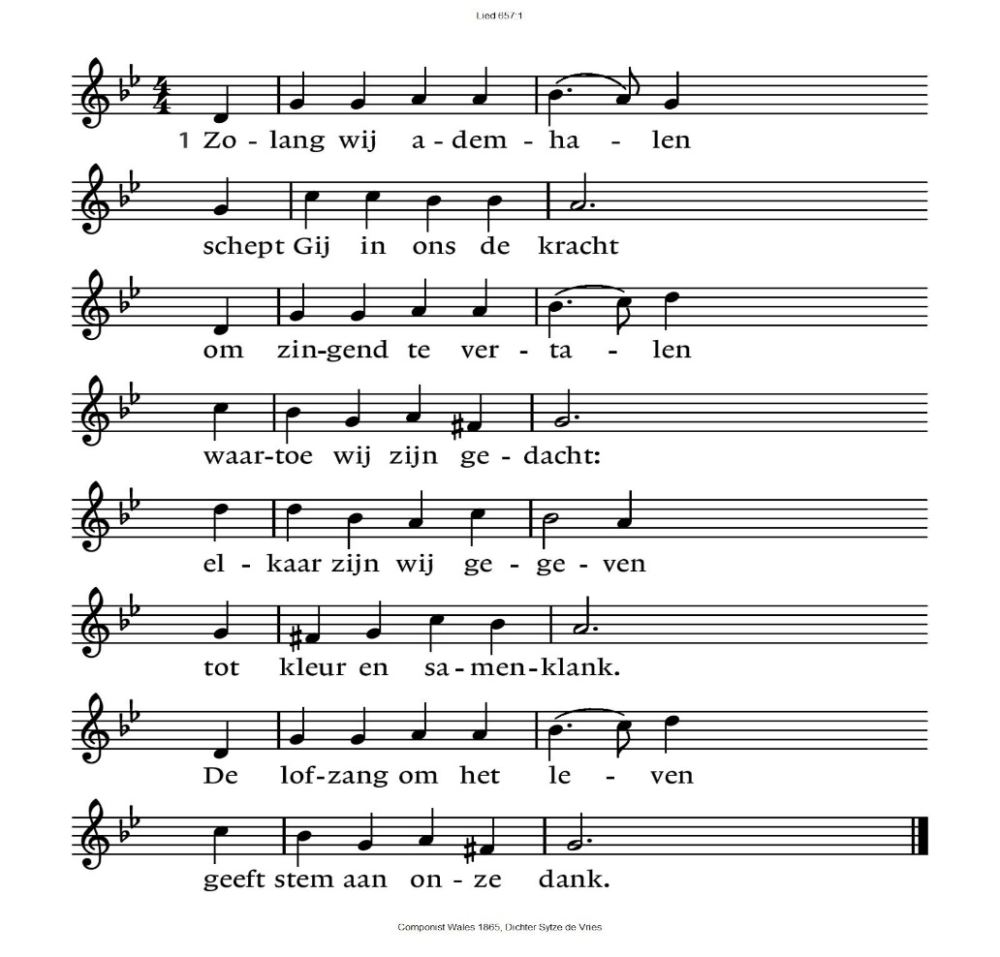 Lied 657:1
1 Zo - lang wij a - dem - ha - len
schept Gij in ons de kracht
om zin-gend te ver - ta - len
waar-toe wij zijn ge - dacht:
el - kaar zijn wij ge - ge - ven
tot kleur en sa - men-klank.
De lof-zang om het le - ven
geeft stem aan on - ze dank.
Componist Wales 1865, Dichter Sytze de Vries